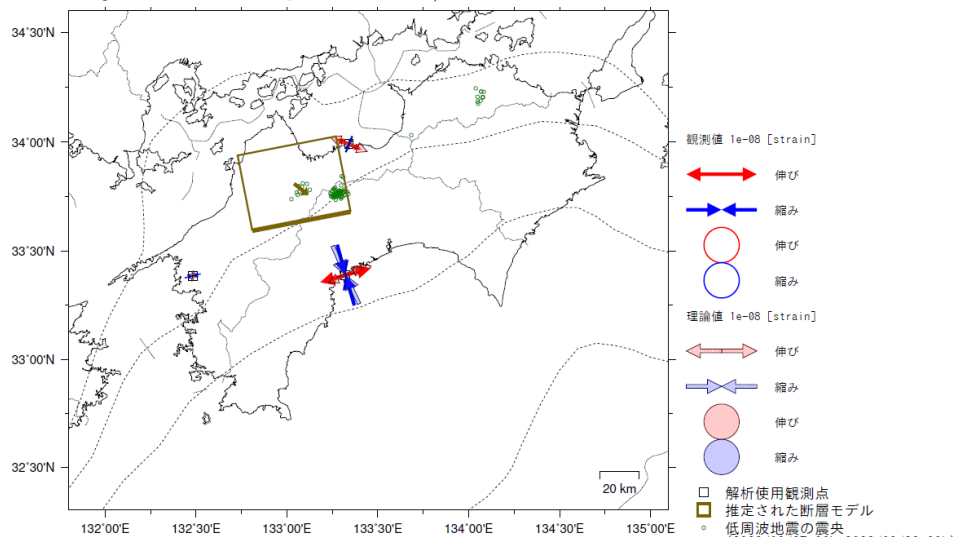 34°30'N
34°00'N
33°30'N
33°00'N
32°30'N
132°00'E
132°30'E
133°00'E
133°30'E
134°00'E
134°30'E
135°00'E
20 km
観測値 1e-08 [strain]
伸び
縮み
伸び
縮み
理論値 1e-08 [strain]
伸び
縮み
伸び
縮み
解析使用観測点
推定された断層モデル
低周波地震の震央